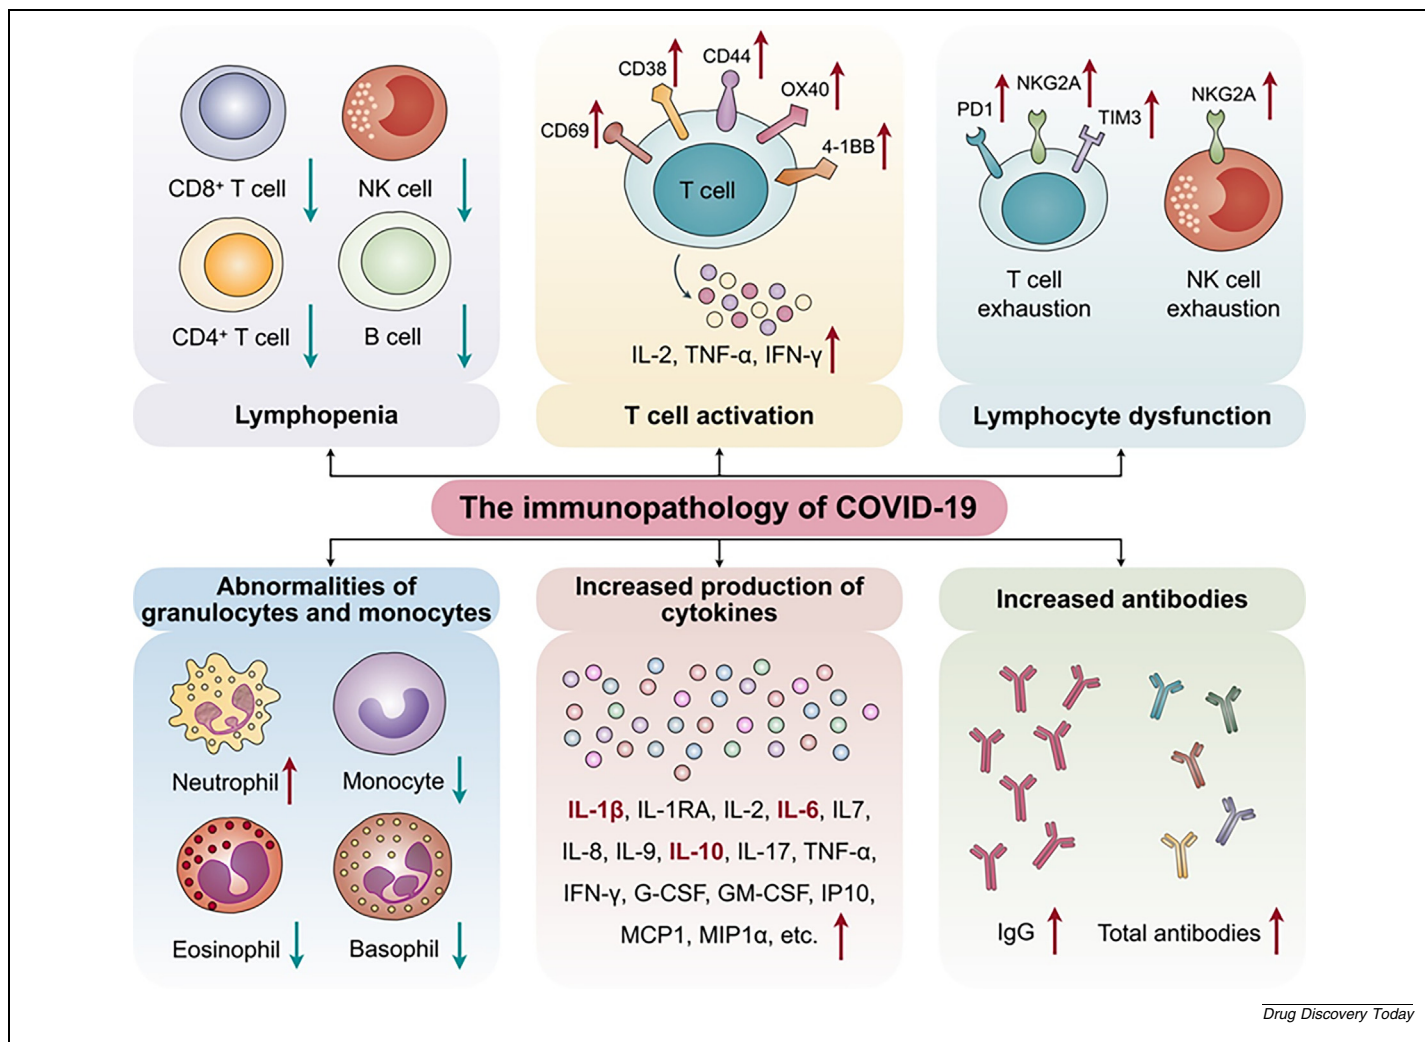 CD8+ T cell
NK cell
CD4+ T cell
B cell
Lymphopenia
CD69
CD38
CD44
OX40
4-1BB
T cell
IL-2, TNF-α, IFN-γ
T cell activation
PD1
NKG2A
TIM3
NKG2A
T cell
exhaustion
NK cell
exhaustion
Lymphocyte dysfunction
The immunopathology of COVID-19
Abnormalities of
granulocytes and monocytes
Neutrophil
Monocyte
Eosinophil
Basophil
Increased production of
cytokines
IL-1β, IL-1RA, IL-2, IL-6, IL7,
IL-8, IL-9, IL-10, IL-17, TNF-α,
IFN-γ, G-CSF, GM-CSF, IP10,
MCP1, MIP1α, etc.
Increased antibodies
IgG
Total antibodies
Drug Discovery Today